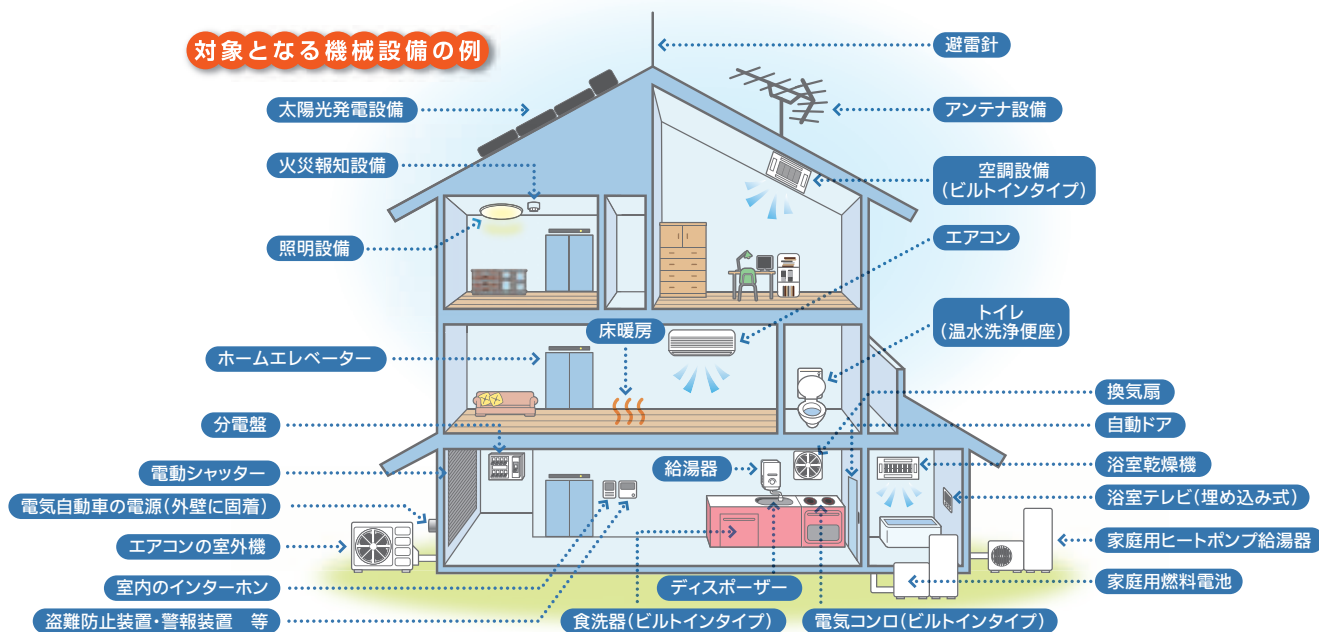 対象となる機械設備の例
避雷針
太陽光発電設備
アンテナ設備
火災報知設備
空調設備
(ビルトインタイプ)
照明設備
エアコン
トイレ
(温水洗浄便座)
床暖房
ホームエレベーター
換気扇
分電盤
自動ドア
電動シャッター
給湯器
浴室乾燥機
電気自動車の電源(外壁に固着)
浴室テレビ(埋め込み式)
エアコンの室外機
家庭用ヒートポンプ給湯器
室内のインターホン
ディスポーザー
家庭用燃料電池
盗難防止装置・警報装置 等
食洗器(ビルトインタイプ)
電気コンロ(ビルトインタイプ)